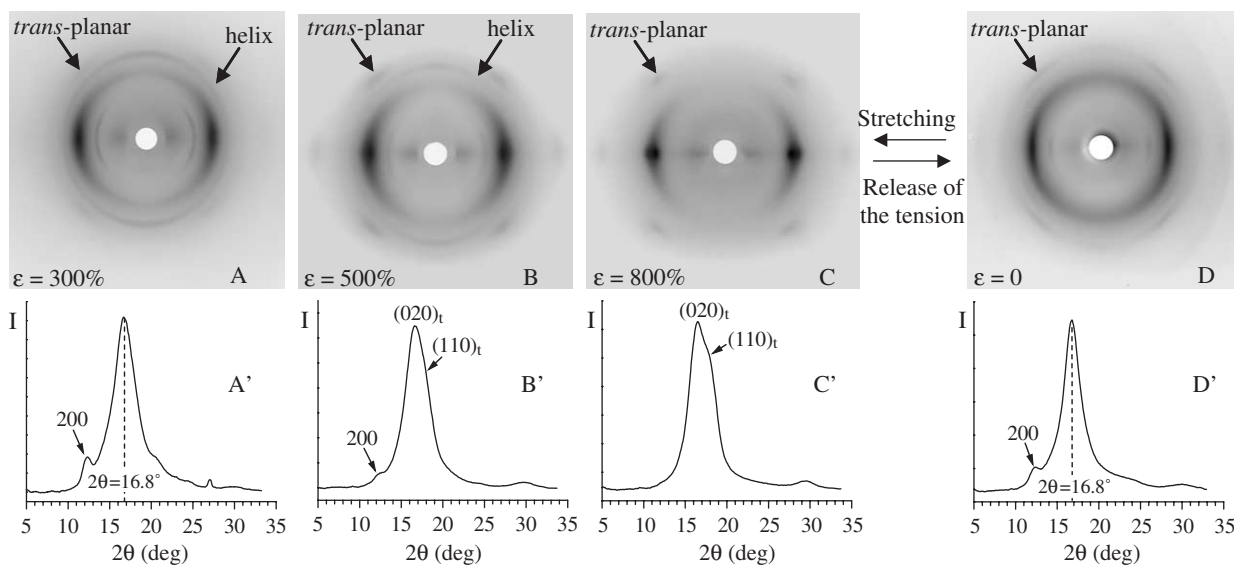 trans-planar
helix
ε = 300%
A
trans-planar
helix
ε = 500%
B
trans-planar
ε = 800%
C
Stretching
Release of
the tension
trans-planar
ε = 0
D
I
A’
200
2θ=16.8°
5 10 15 20 25 30 35
2θ (deg)
I
(020)t
(110)t
B’
200
5 10 15 20 25 30 35
2θ (deg)
I
(020)t
(110)t
C’
5 10 15 20 25 30 35
2θ (deg)
I
D’
200
2θ=16.8°
5 10 15 20 25 30 35
2θ (deg)